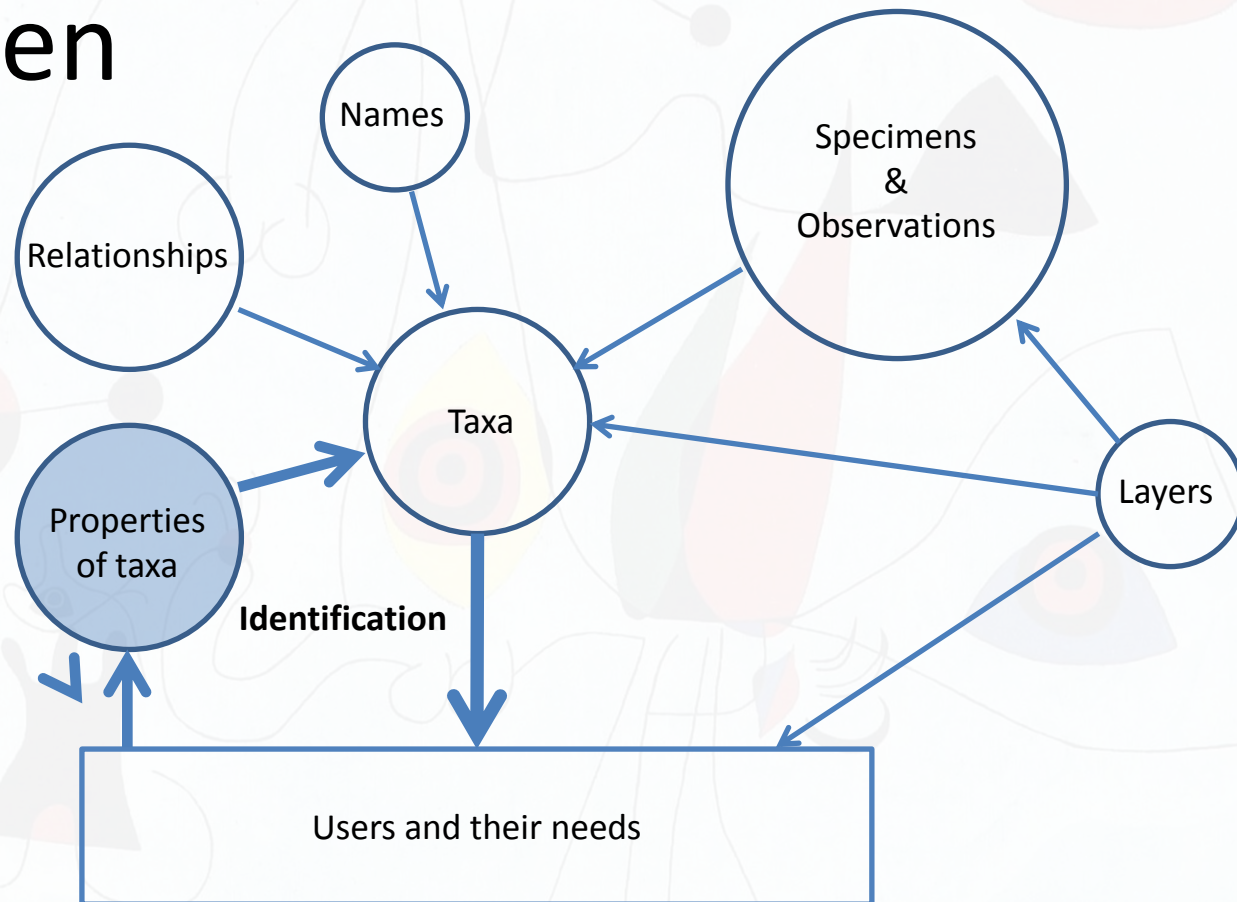 en
Names
Specimens
&
Observations
Relationships
Taxa
Layers
Properties
of taxa
Identification
Users and their needs